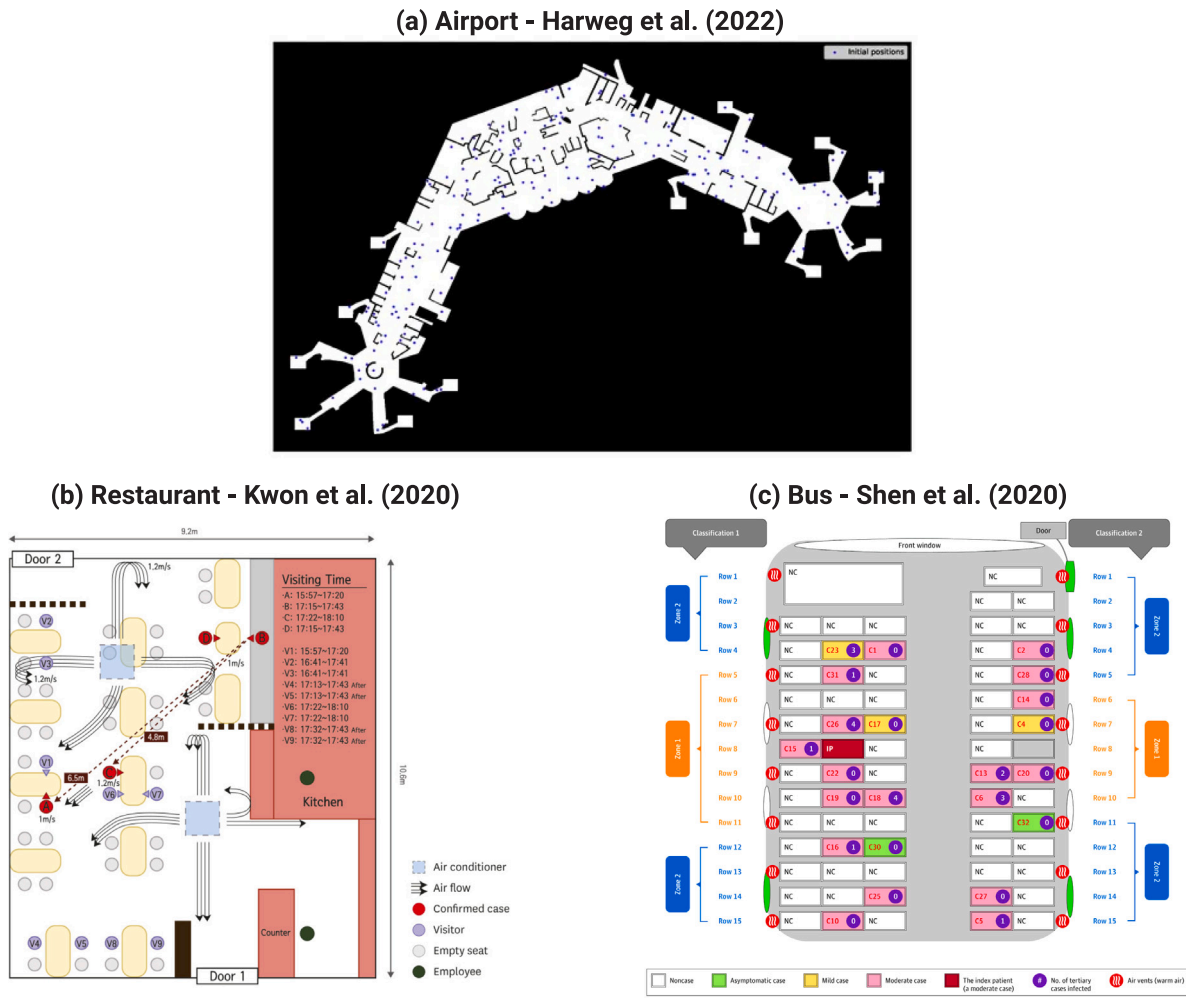 (a) Airport - Harweg et al. (2022)
Initial positions
(b) Restaurant - Kwon et al. (2020)
9.2m
Door 2
1.2m/s
Visiting Time
·A: 15:57~17:20
·B: 17:15~17:43
·C: 17:22~18:10
·D: 17:15~17:43
·V1: 15:57~17:20
·V2: 16:41~17:41
·V3: 16:41~17:41
·V4: 17:13~17:43 After
·V5: 17:13~17:43 After
·V6: 17:22~18:10
·V7: 17:22~18:10
·V8: 17:32~17:43 After
·V9: 17:32~17:43 After
V2
D
B
V3
1m/s
1.2m/s
4.8m
10.6m
V1
6.5m
C
1.2m/s
V6
V7
A
1m/s
Kitchen
Counter
V4
V5
V8
V9
Door 1
Air conditioner
Air flow
Confirmed case
Visitor
Empty seat
Employee
(c) Bus - Shen et al. (2020)
Classification 1
Door
Classification 2
Front window
Row 1 NC NC Row 1
Row 2 NC NC Row 2
Row 3 NC NC NC NC NC Row 3
Row 4 NC C23 3 C1 0 NC C2 0 Row 4
Row 5 NC C31 1 NC NC C28 0 Row 5
Row 6 NC NC NC NC C14 0 Row 6
Row 7 NC C26 4 C17 0 NC C4 0 Row 7
Row 8 C15 1 IP NC NC Row 8
Row 9 NC C22 0 NC C13 2 C20 0 Row 9
Row 10 NC C19 0 C18 4 C6 3 NC Row 10
Row 11 NC NC NC NC C32 0 Row 11
Row 12 NC C16 1 C30 0 NC NC Row 12
Row 13 NC NC NC NC NC Row 13
Row 14 NC NC C25 0 C27 0 NC Row 14
Row 15 NC C10 0 NC C5 1 NC Row 15
Zone 2
Zone 1
Zone 2
Zone 2
Zone 1
Zone 2
Noncase
Asymptomatic case
Mild case
Moderate case
The index patient
(a moderate case)
# No. of tertiary
cases infected
Air vents (warm air)